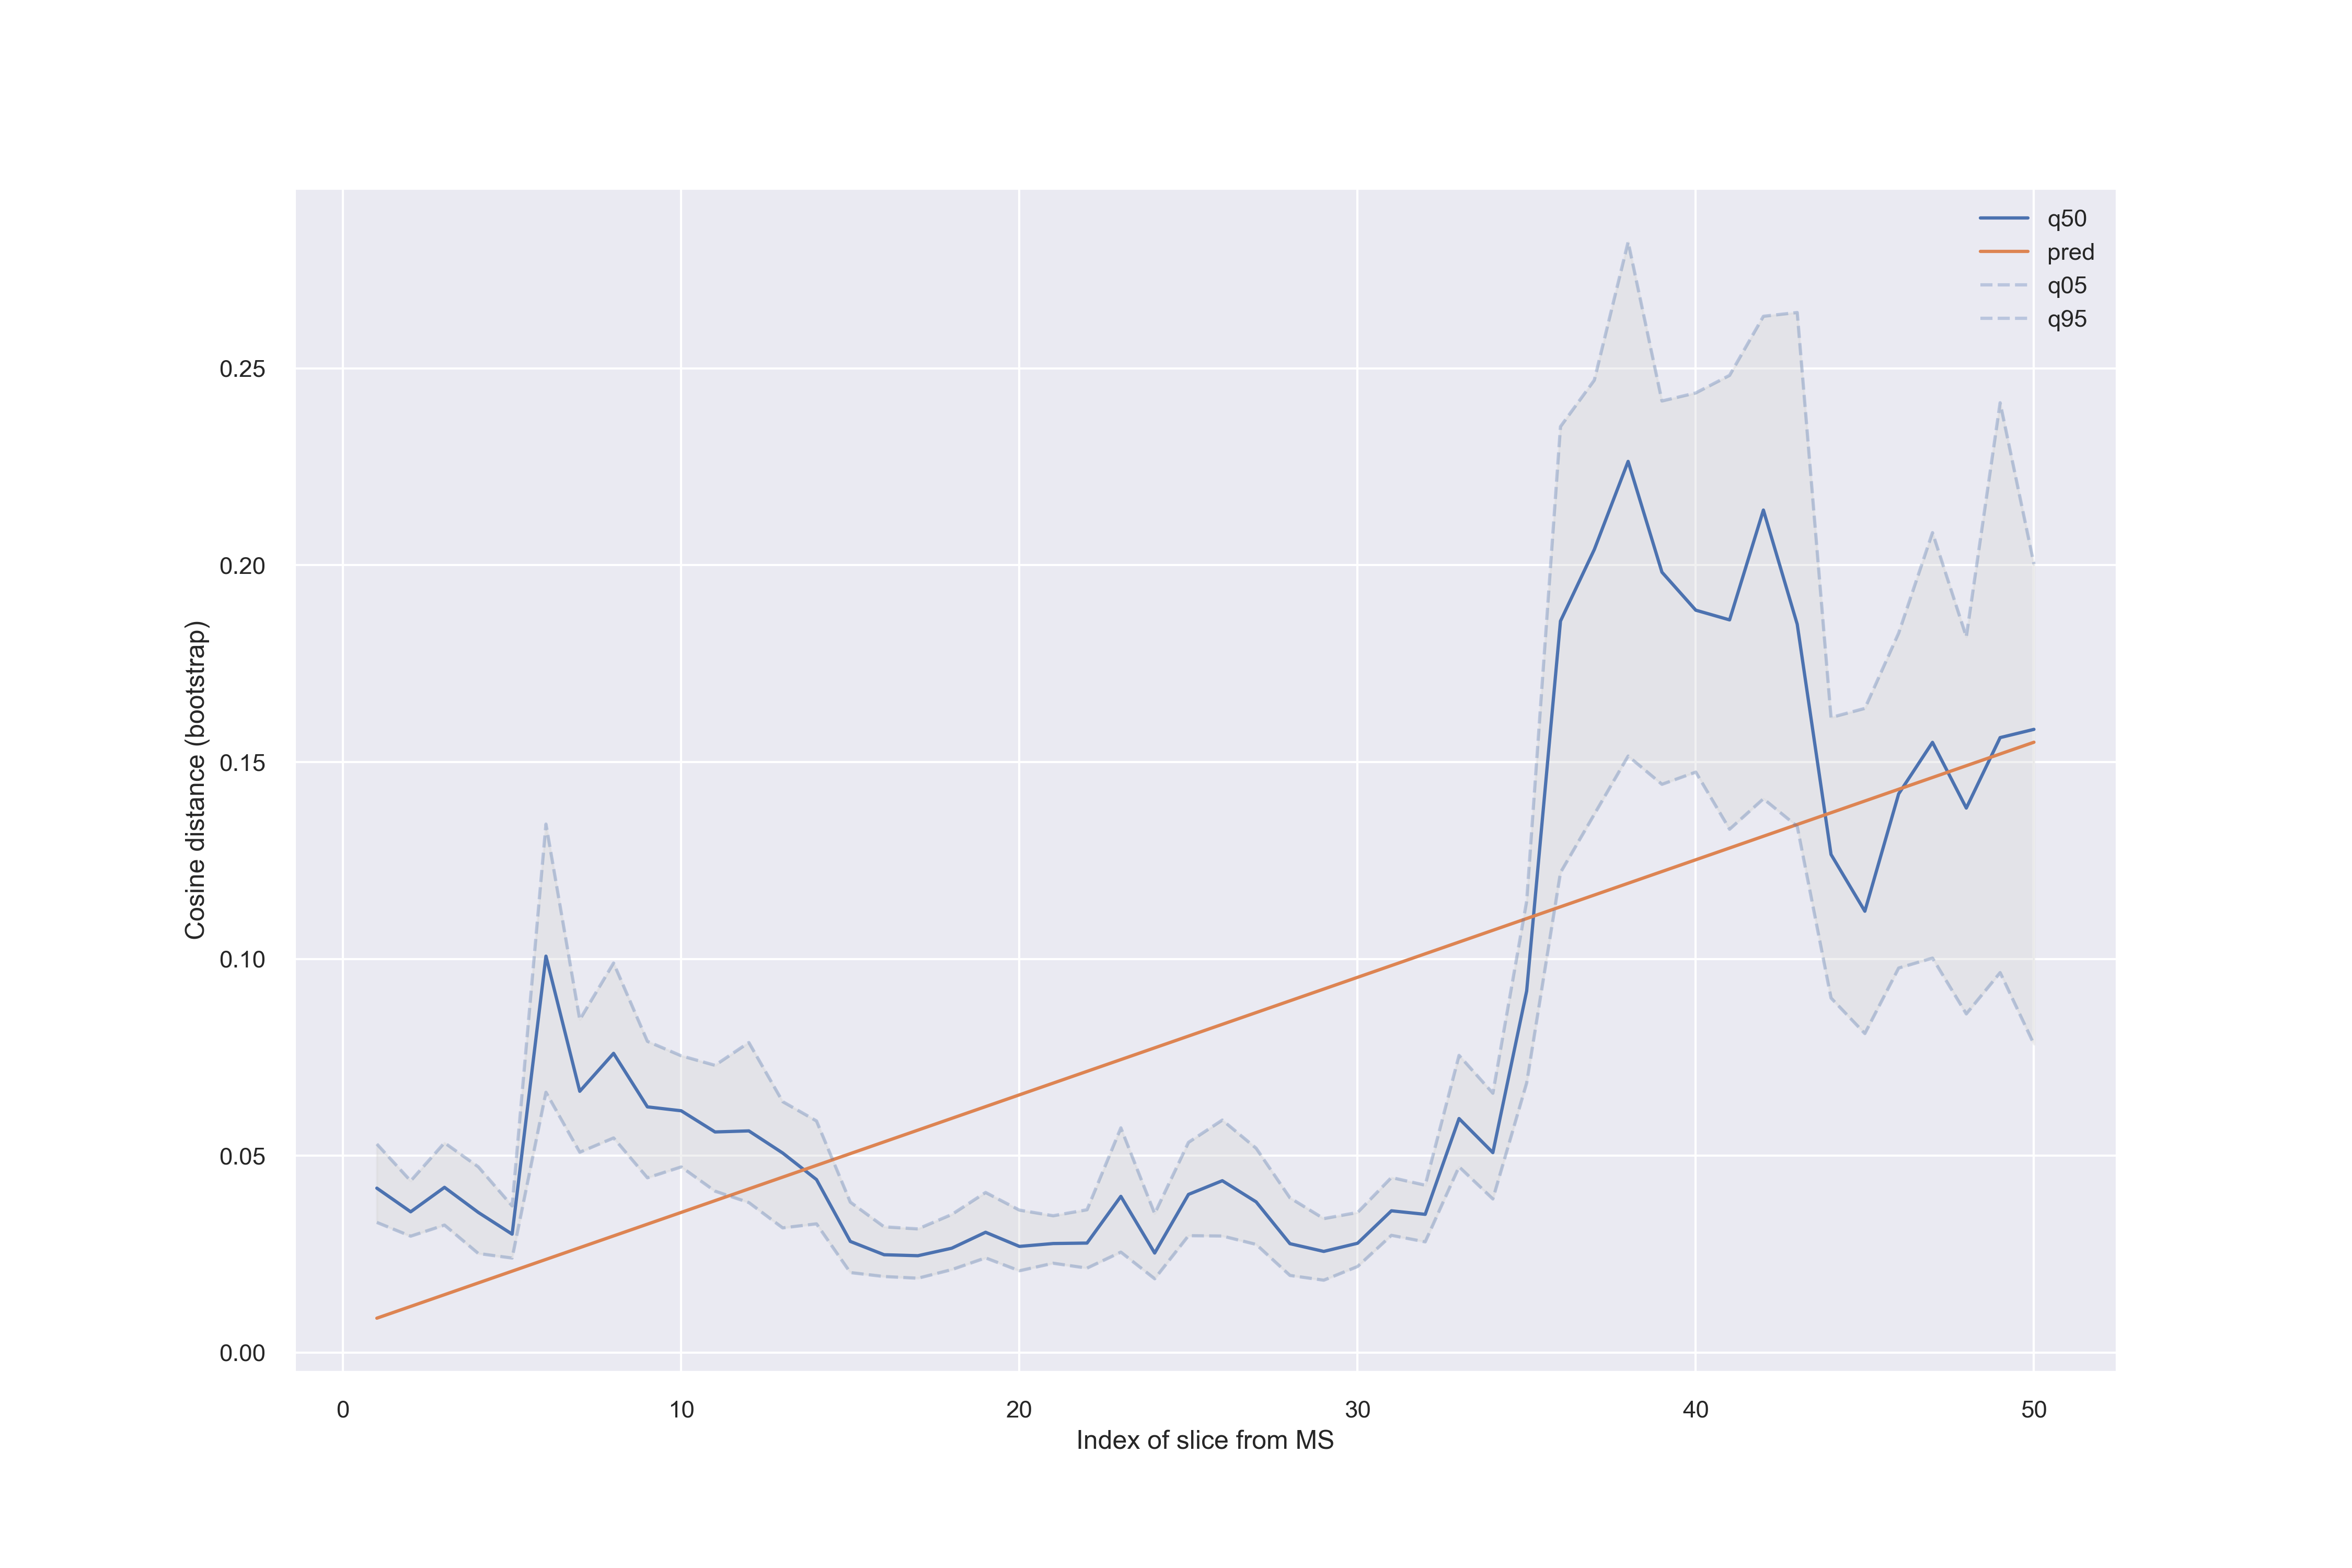 q50
pred
q05
q95
0.25
0.20
0.15
0.10
0.05
0.00
Cosine distance (bootstrap)
0 10 20 30 40 50
Index of slice from MS